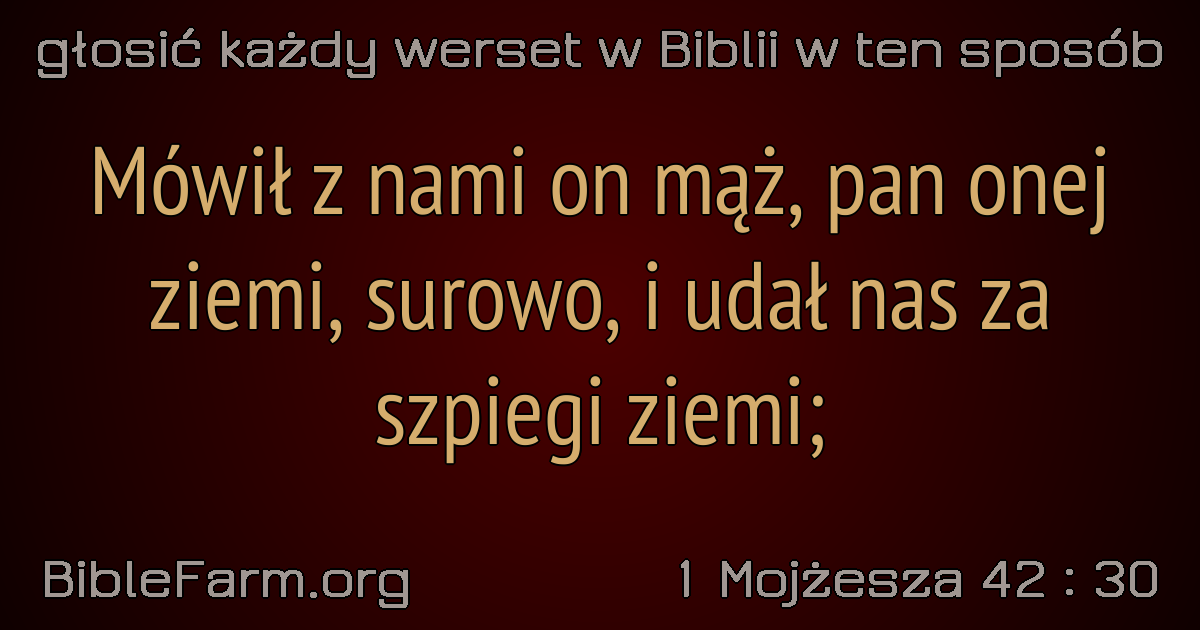 głosić każdy werset w Biblii w ten sposób
Mówił z nami on mąż, pan onej
ziemi, surowo, i udał nas za
szpiegi ziemi;
BibleFarm.org
1 Mojżesza 42 : 30